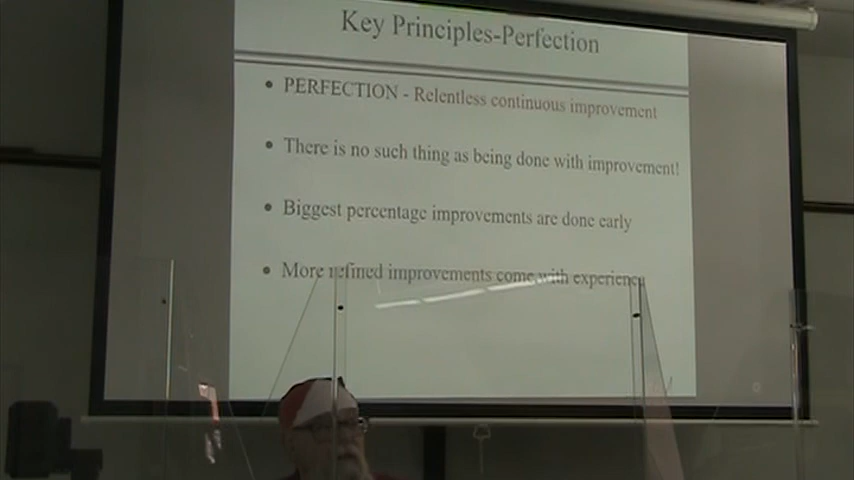 Key Principles-Perfection
PERFECTION - Relentless continuous improvement
There is no such thing as being done with improvement!
Biggest percentage improvements are done early
More refined improvements come with experience